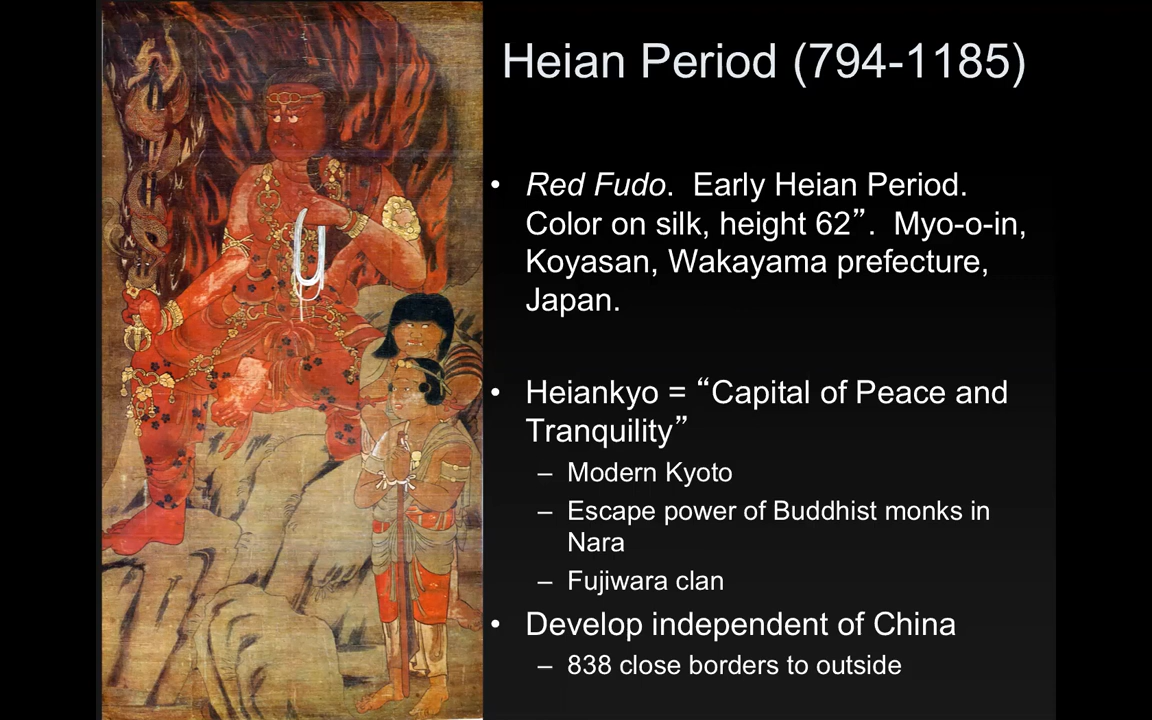 Heian Period (794-1185)
• Red Fudo.  Early Heian Period.
Color on silk, height 62”.  Myo-o-in,
Koyasan, Wakayama prefecture,
Japan.
• Heiankyo = “Capital of Peace and
Tranquility”
– Modern Kyoto
– Escape power of Buddhist monks in
Nara
– Fujiwara clan
• Develop independent of China
– 838 close borders to outside